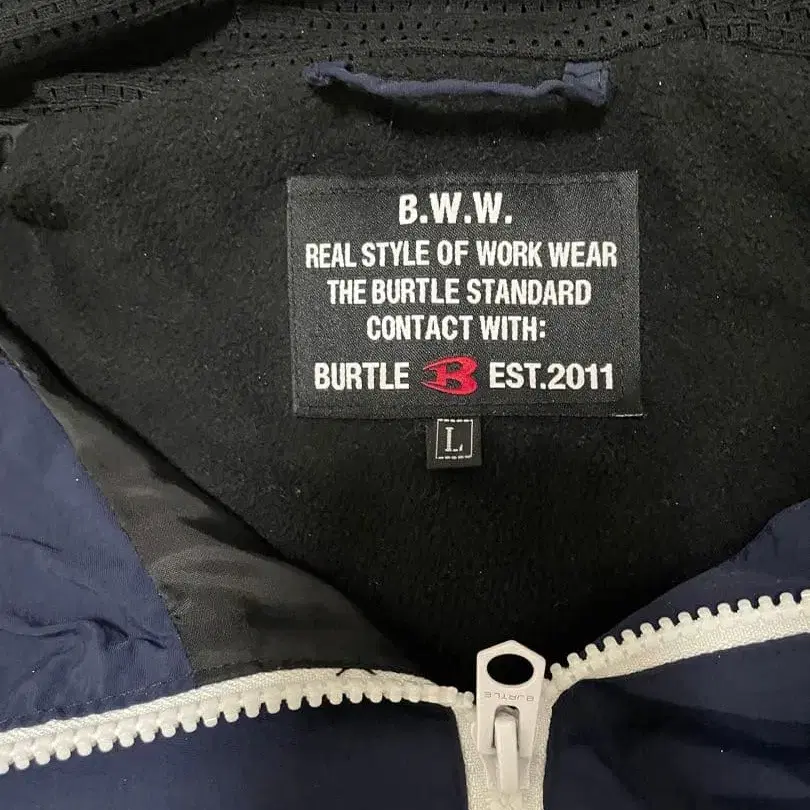 B.W.W.
REAL STYLE OF WORK WEAR
THE BURTLE STANDARD
CONTACT WITH:
BURTLE B EST.2011
L
BURTLE